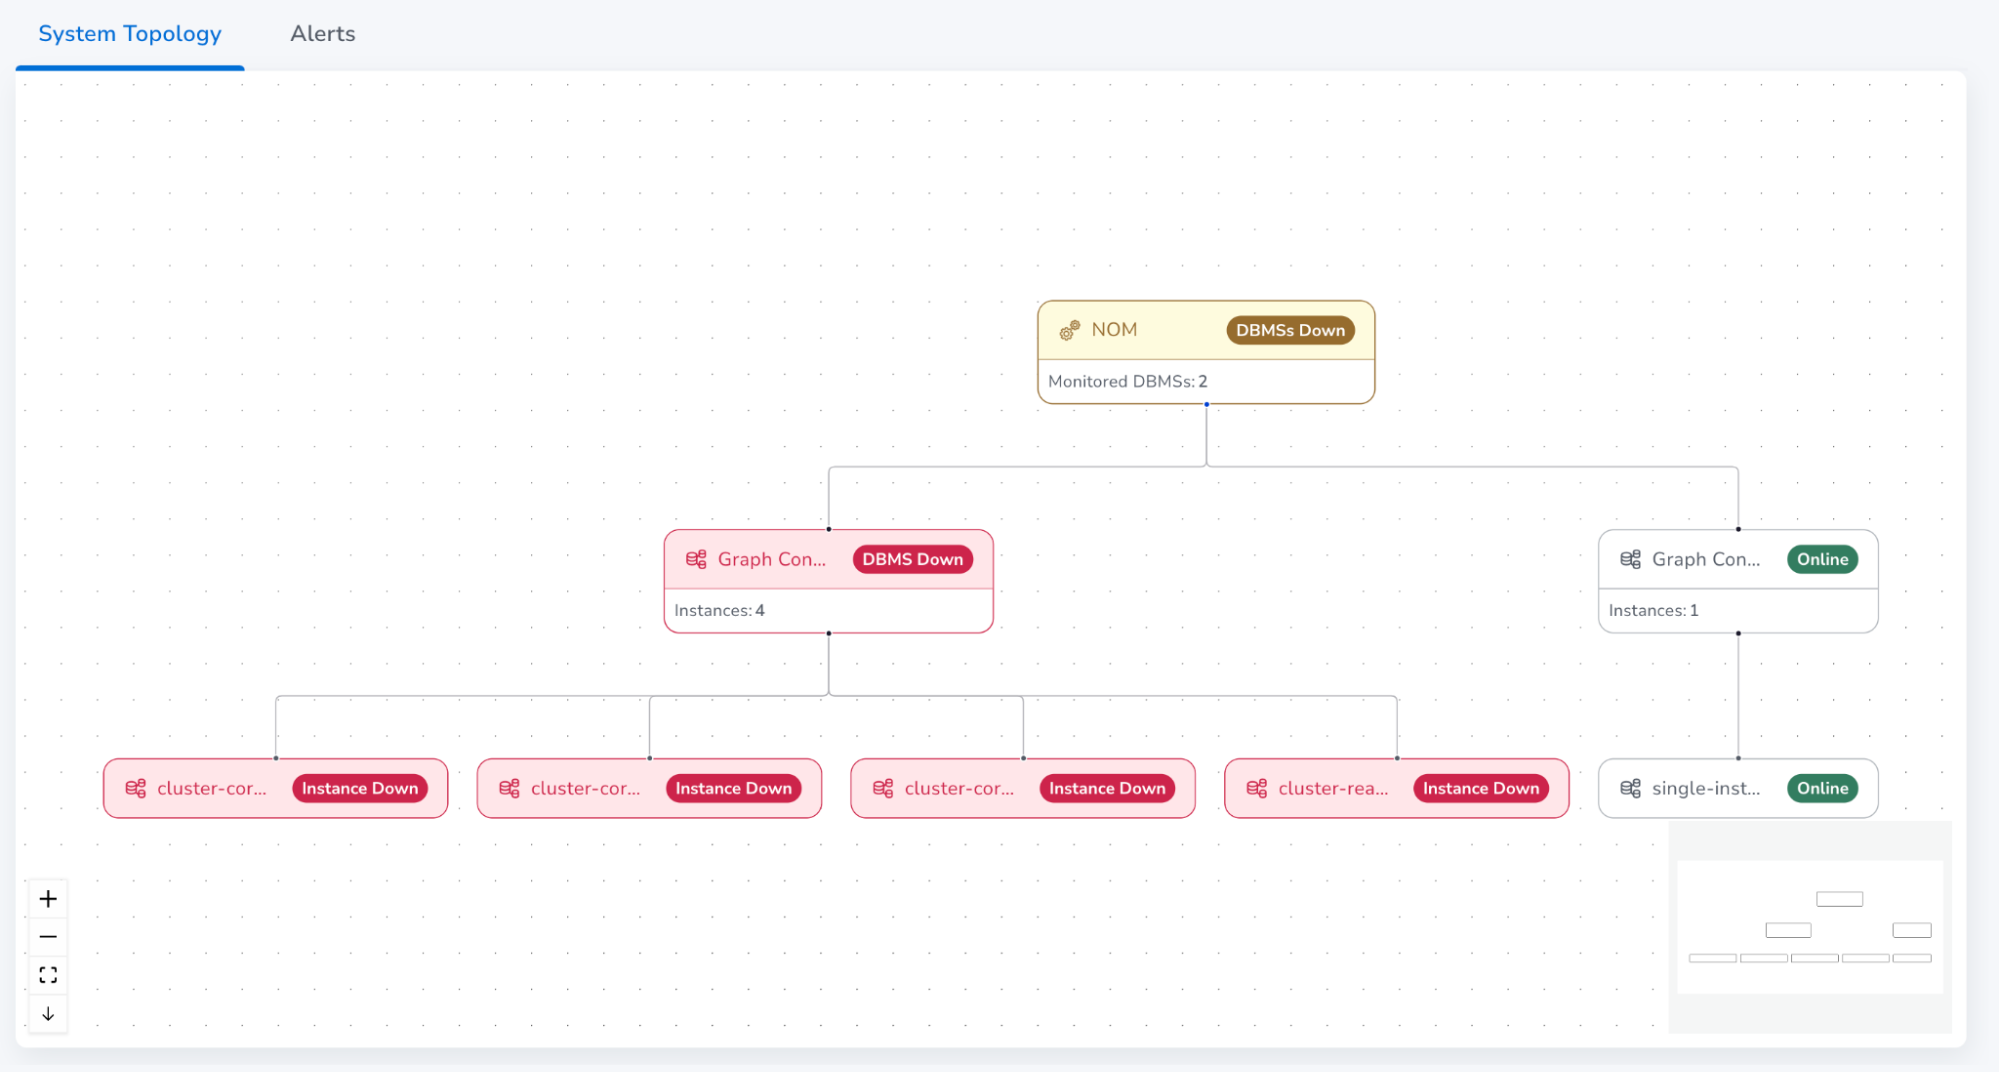 System Topology
Alerts
NOM
DBMSs Down
Monitored DBMSs: 2
Graph Con...
DBMS Down
Instances: 4
Graph Con...
Online
Instances: 1
cluster-cor...
Instance Down
cluster-cor...
Instance Down
cluster-cor...
Instance Down
cluster-rea...
Instance Down
single-inst...
Online